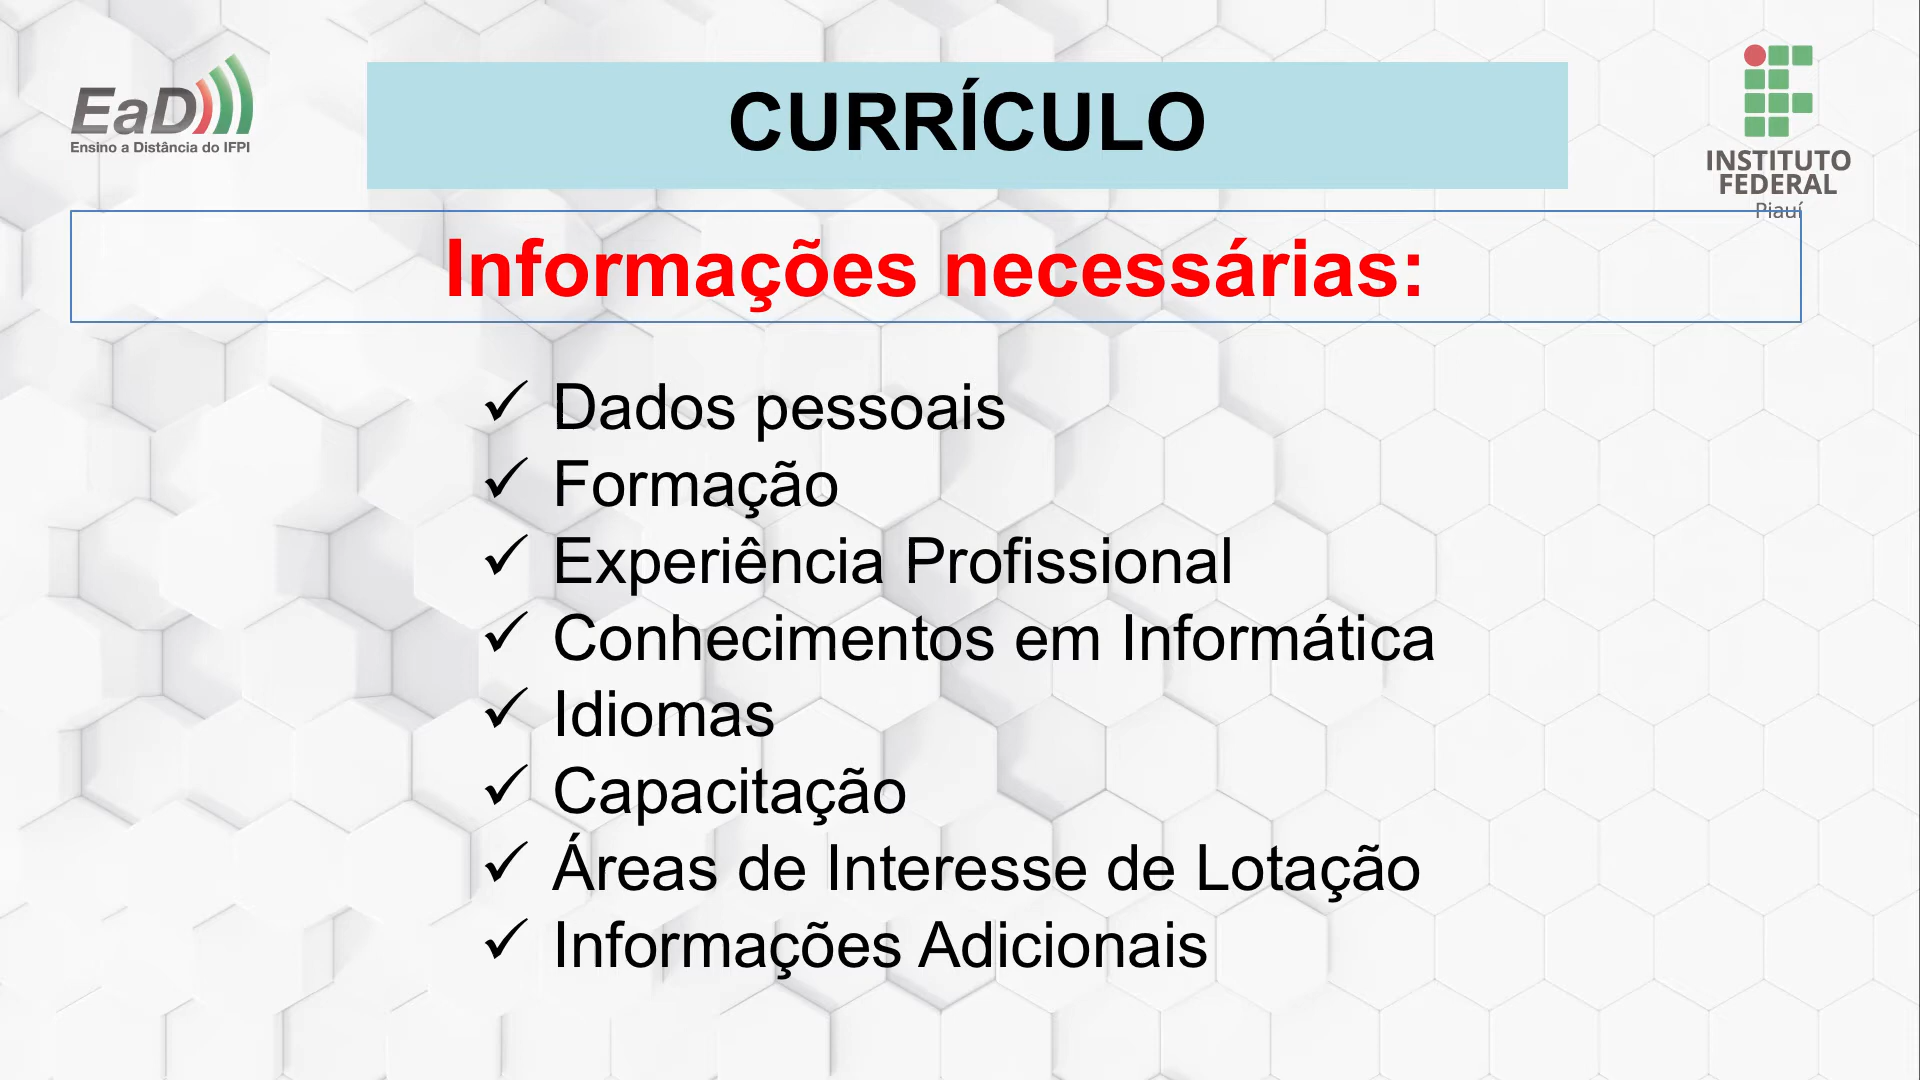 EaD
Ensino a Distância do IFPI
CURRÍCULO
INSTITUTO
FEDERAL
Piauí
Informações necessárias:
✓ Dados pessoais
✓ Formação
✓ Experiência Profissional
✓ Conhecimentos em Informática
✓ Idiomas
✓ Capacitação
✓ Áreas de Interesse de Lotação
✓ Informações Adicionais